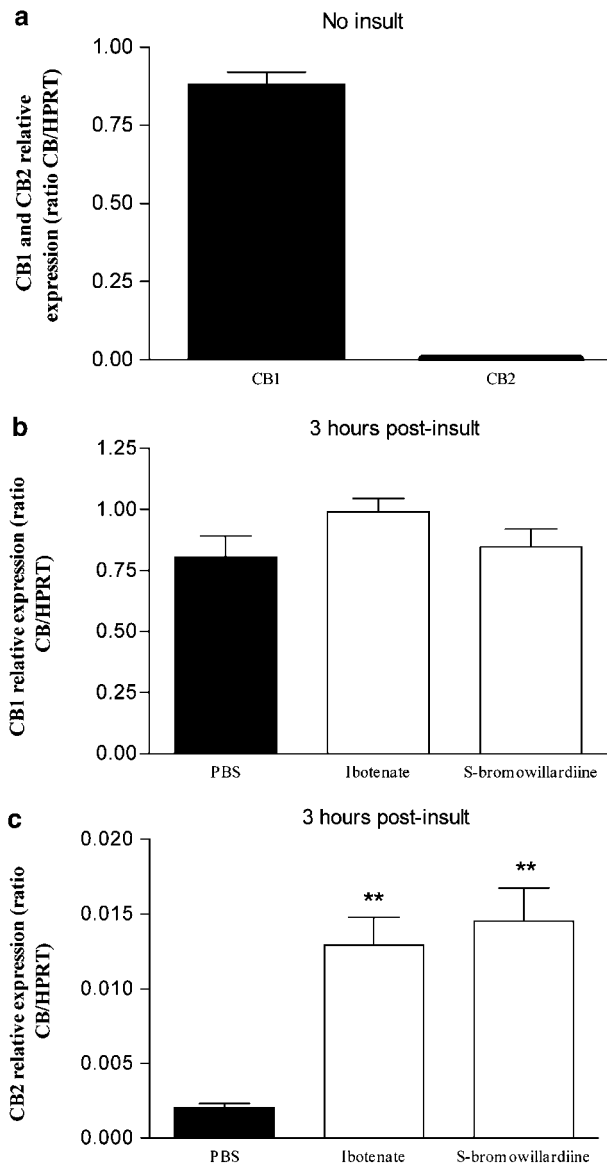 a
No insult
CB1 and CB2 relative
expression (ratio CB/HPRT)
1.00
0.75
0.50
0.25
0.00
CB1
CB2
b
3 hours post-insult
CB1 relative expression (ratio
CB/HPRT)
1.25
1.00
0.75
0.50
0.25
0.00
PBS
Ibotenate
S-bromowillardiine
c
3 hours post-insult
CB2 relative expression (ratio
CB/HPRT)
0.020
0.015
0.010
0.005
0.000
**
**
PBS
Ibotenate
S-bromowillardiine